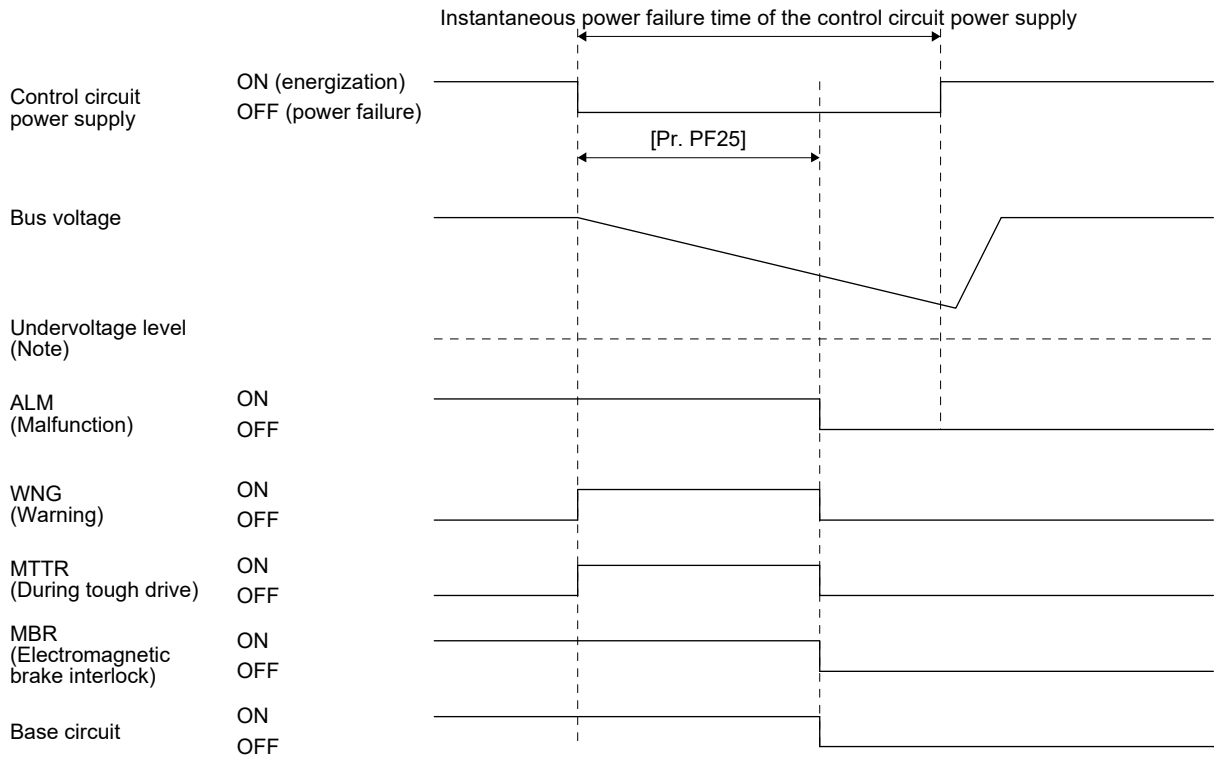 Instantaneous power failure time of the control circuit power supply
Control circuit
power supply
ON (energization)
OFF (power failure)
[Pr. PF25]
Bus voltage
Undervoltage level
(Note)
ALM
(Malfunction)
ON
OFF
WNG
(Warning)
ON
OFF
MTTR
(During tough drive)
ON
OFF
MBR
(Electromagnetic
brake interlock)
ON
OFF
Base circuit
ON
OFF